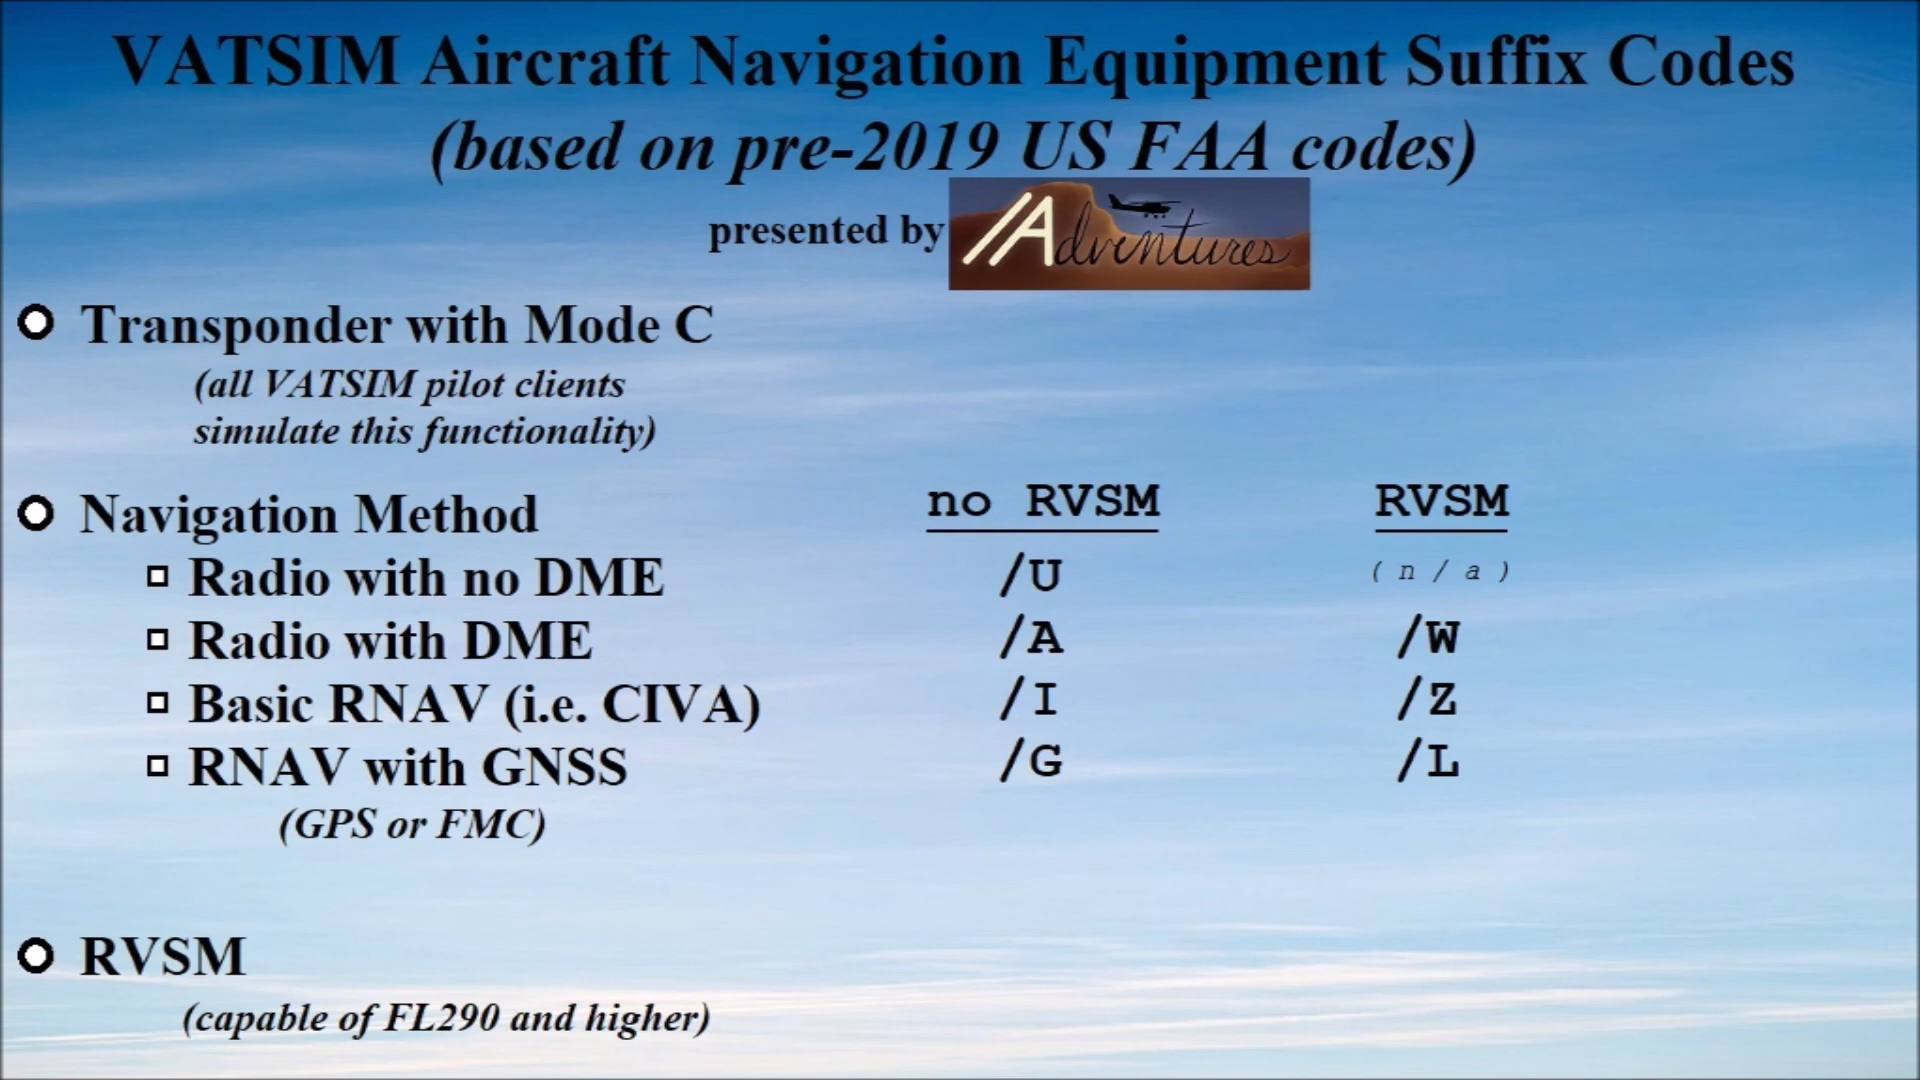 VATSIM Aircraft Navigation Equipment Suffix Codes
(based on pre-2019 US FAA codes)
presented by //Adventures
Transponder with Mode C
(all VATSIM pilot clients
simulate this functionality)
Navigation Method no RVSM RVSM
Radio with no DME /U (n/a)
Radio with DME /A /W
Basic RNAV (i.e. CIVA) /I /Z
RNAV with GNSS /G /L
(GPS or FMC)
RVSM
(capable of FL290 and higher)